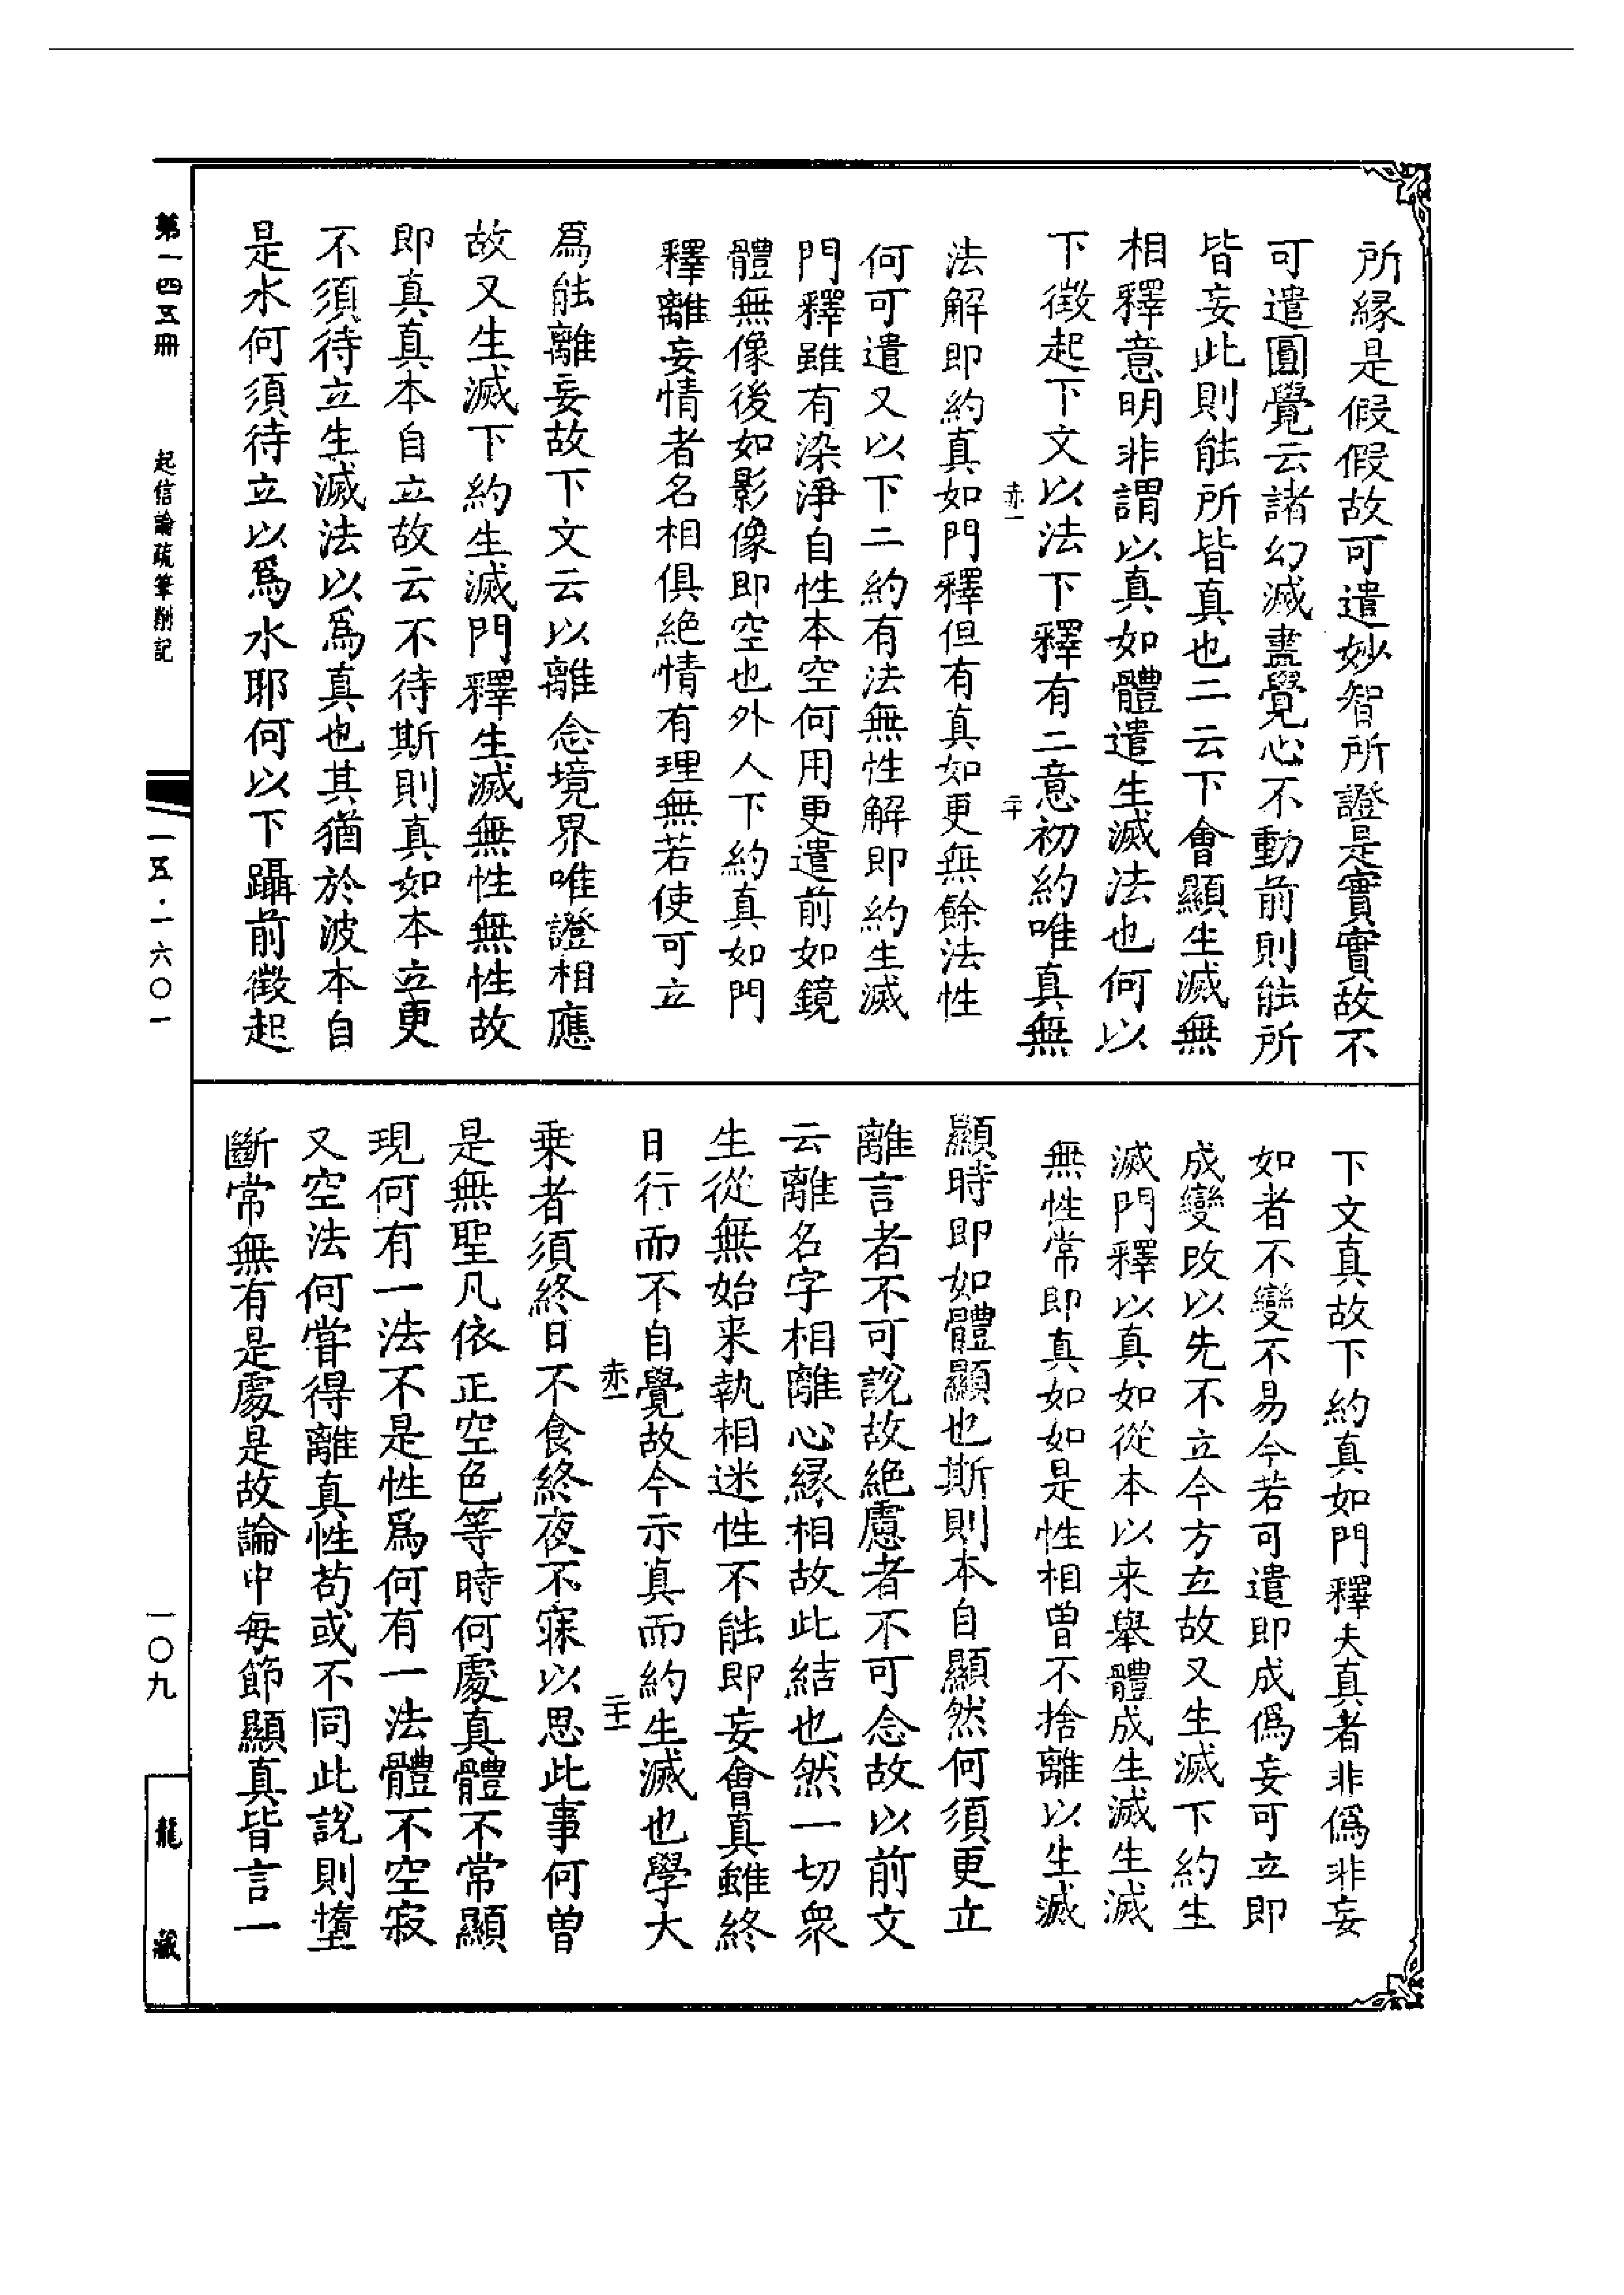 所緣是假假故可遣妙智所證是實實故不
可遣圓覺云諸幻滅盡覺心不動前則能所
皆妄此則能所皆真也二云下會顯生滅無
相釋意明非謂以真如體遣生滅法也何以
下徵起下文以法下釋有二意初約唯真無
赤一
二十
法解即約真如門釋但有真如更無餘法性
何可遣又以下二約有法無性解即約生滅
門釋雖有染淨自性本空何用更遣前如鏡
體無像後如影像即空也外人下約真如門
釋離妄情者名相俱絕情有理無若使可立
為能離妄故下文云以離念境界唯證相應
故又生滅下約生滅門釋生滅無性無性故
即真真本自立故云不待斯則真如本立更
不須待立生滅法以為真也其猶於波本自
是水何須待立以為水耶何以下躡前徵起
下文真故下約真如門釋夫真者非偽非妄
如者不變不易今若可遣即成偽妄可立即
成變改以先不立今方立故又生滅下約生
滅門釋以真如從本以来舉體成生滅生滅
無性常即真如如是性相曾不捨離以生滅
顯時即如體顯也斯則本自顯然何須更立
離言者不可說故絕慮者不可念故以前文
云離名字相離心緣相故此結也然一切眾
生從無始来執相迷性不能即妄會真雖終
日行而不自覺故今示真而約生滅也學大
赤一
二十一
乗者須終日不食終夜不寐以思此事何曾
是無聖凡依正空色等時何處真體不常顯
現何有一法不是性為何有一法體不空寂
又空法何甞得離真性苟或不同此說則墮
斷常無有是處是故論中每節顯真皆言一
第一四五冊
起信論疏筆削記
一五·一六〇一
一〇九
龍藏